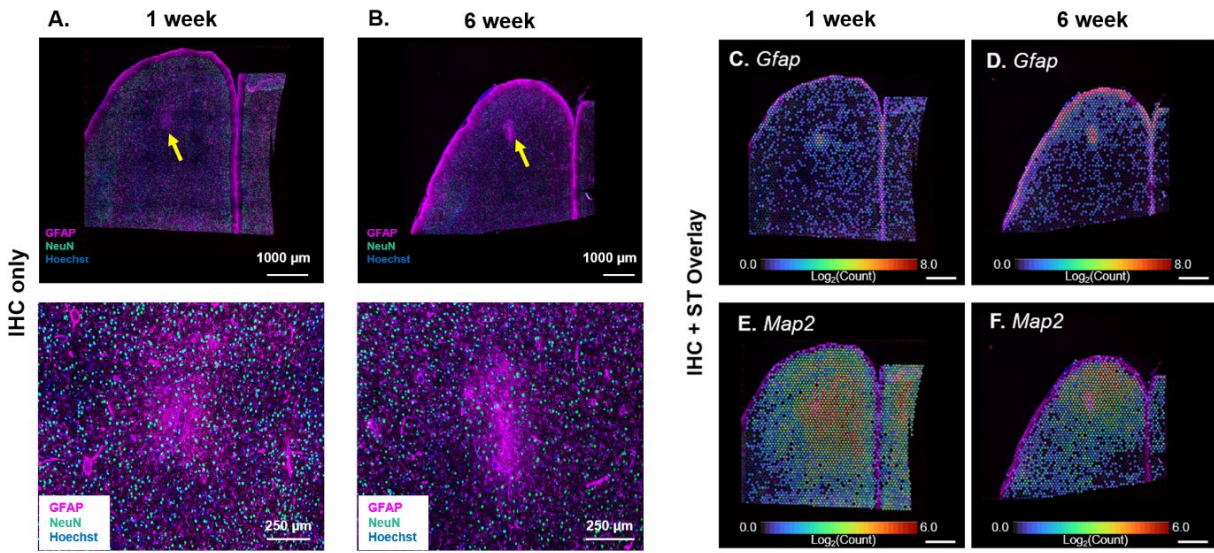 A.
1 week
B.
6 week
GFAP
NeuN
Hoechst
1000 µm
GFAP
NeuN
Hoechst
1000 µm
IHC only
GFAP
NeuN
Hoechst
250 µm
GFAP
NeuN
Hoechst
250 µm
1 week
6 week
IHC + ST Overlay
C. Gfap
0.0
8.0
Log₂(Count)
D. Gfap
0.0
8.0
Log₂(Count)
E. Map2
0.0
6.0
Log₂(Count)
F. Map2
0.0
6.0
Log₂(Count)